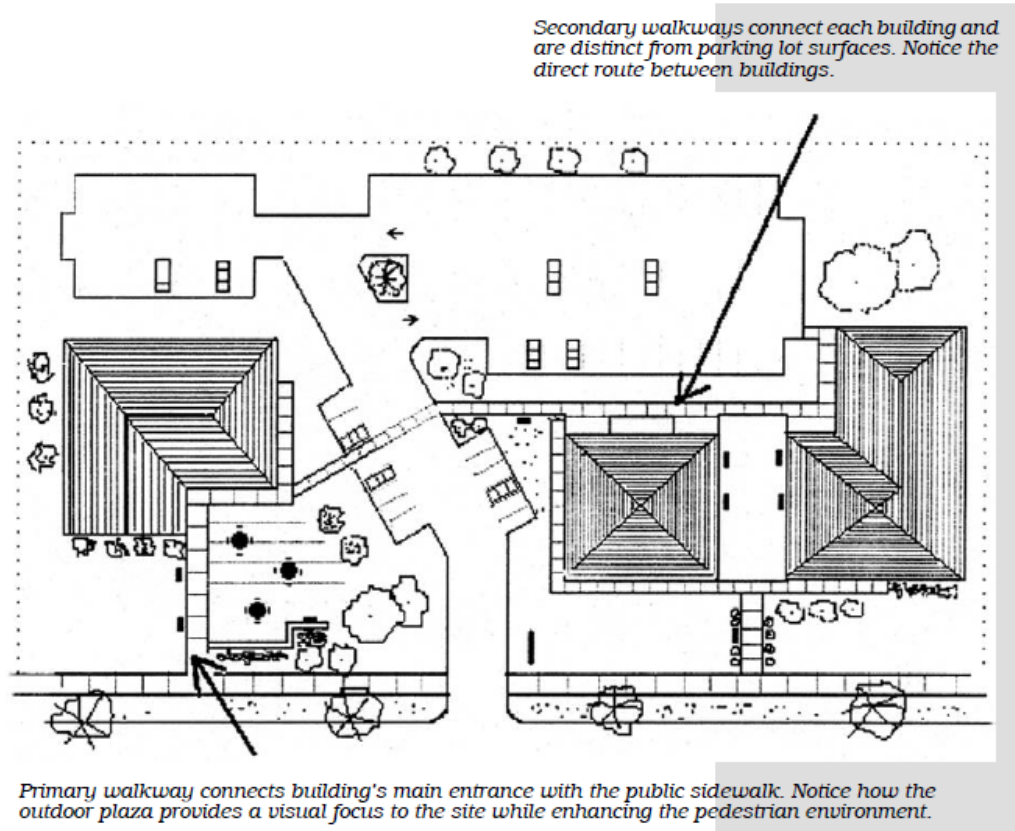 Secondary walkways connect each building and
are distinct from parking lot surfaces. Notice the
direct route between buildings.
Primary walkway connects building's main entrance with the public sidewalk. Notice how the
outdoor plaza provides a visual focus to the site while enhancing the pedestrian environment.